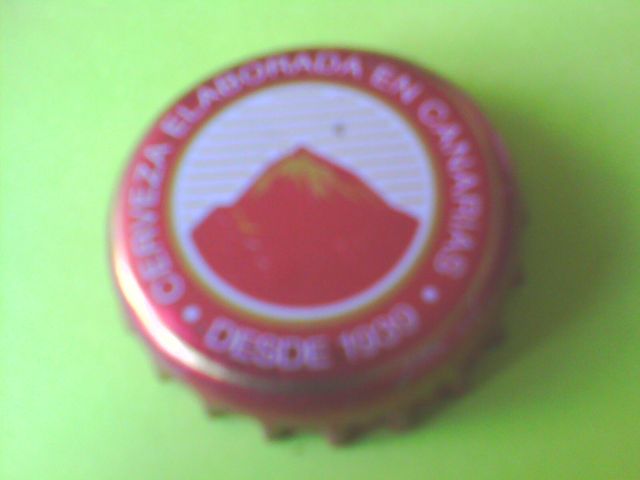 CERVEZA ELABORADA EN CANARIAS
DESDE 1939